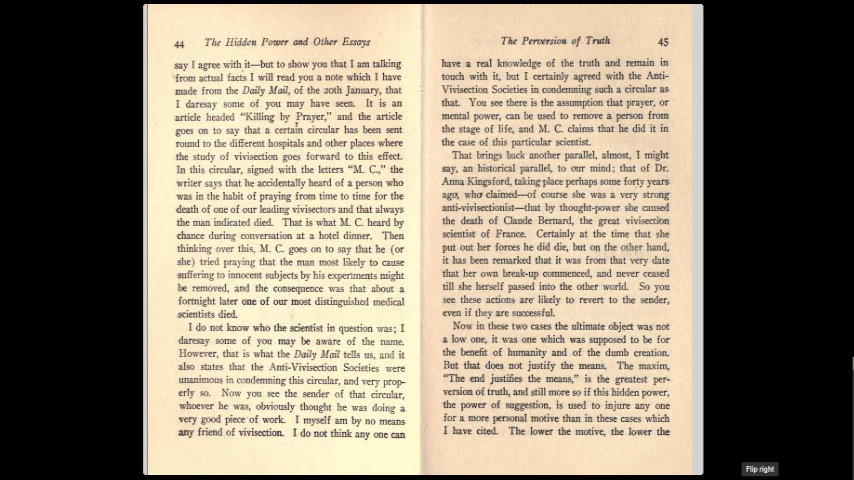 44 The Hidden Power and Other Essays
say I agree with it—but to show you that I am talking
from actual facts I will read you a note which I have
made from the Daily Mail, of the 20th January, that
I daresay some of you may have seen. It is an
article headed "Killing by Prayer," and the article
goes on to say that a certain circular has been sent
round to the different hospitals and other places where
the study of vivisection goes forward to this effect.
In this circular, signed with the letters "M. C.," the
writer says that he accidentally heard of a person who
was in the habit of praying from time to time for the
death of one of our leading vivisectors and that always
the man indicated died. That is what M. C. heard by
chance during conversation at a hotel dinner. Then
thinking over this, M. C. goes on to say that he (or
she) tried praying that the man most likely to cause
suffering to innocent subjects by his experiments might
be removed, and the consequence was that about a
fortnight later one of our most distinguished medical
scientists died.
I do not know who the scientist in question was; I
daresay some of you may be aware of the name.
However, that is what the Daily Mail tells us, and it
also states that the Anti-Vivisection Societies were
unanimous in condemning this circular, and very prop-
erly so. Now you see the sender of that circular,
whoever he was, obviously thought he was doing a
very good piece of work. I myself am by no means
any friend of vivisection. I do not think any one can
The Perversion of Truth 45
have a real knowledge of the truth and remain in
touch with it, but I certainly agreed with the Anti-
Vivisection Societies in condemning such a circular as
that. You see there is the assumption that prayer, or
mental power, can be used to remove a person from
the stage of life, and M. C. claims that he did it in
the case of this particular scientist.
That brings back another parallel, almost, I might
say, an historical parallel, to our mind; that of Dr.
Anna Kingsford, taking place perhaps some forty years
ago, who claimed—of course she was a very strong
anti-vivisectionist—that by thought-power she caused
the death of Claude Bernard, the great vivisection
scientist of France. Certainly at the time that she
put out her forces he did die, but on the other hand,
it has been remarked that it was from that very date
that her own break-up commenced, and never ceased
till she herself passed into the other world. So you
see these actions are likely to revert to the sender,
even if they are successful.
Now in these two cases the ultimate object was not
a low one, it was one which was supposed to be for
the benefit of humanity and of the dumb creation.
But that does not justify the means. The maxim,
"The end justifies the means," is the greatest per-
version of truth, and still more so if this hidden power,
the power of suggestion, is used to injure any one
for a more personal motive than in these cases which
I have cited. The lower the motive, the lower the
Flip right